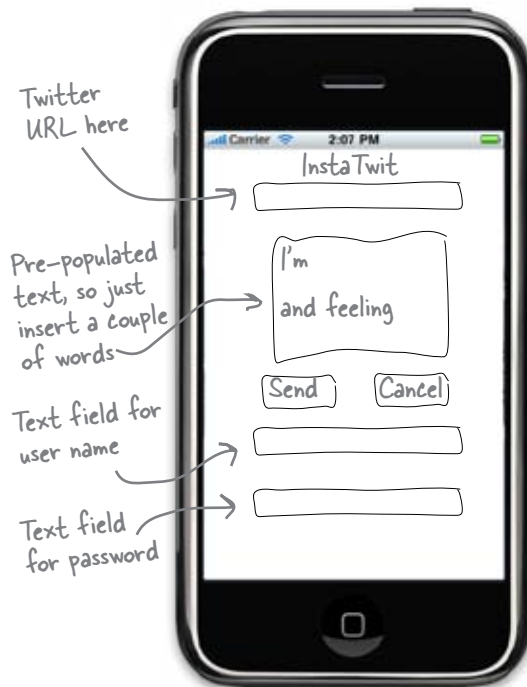 Twitter
URL here
Carrier 2:07 PM
InstaTwit
Pre-populated
text, so just
insert a couple
of words
I'm
and feeling
Send Cancel
Text field for
user name
Text field
for password